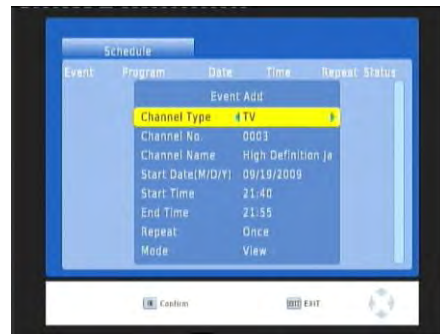 Schedule
Event Program Date Time Repeat Status
Event Add
Channel Type TV
Channel No. 0003
Channel Name High Definition Ja
Start Date(M/D/Y) 09/19/2009
Start Time 21:40
End Time 21:55
Repeat Once
Mode View
Confirm EXIT EXIT